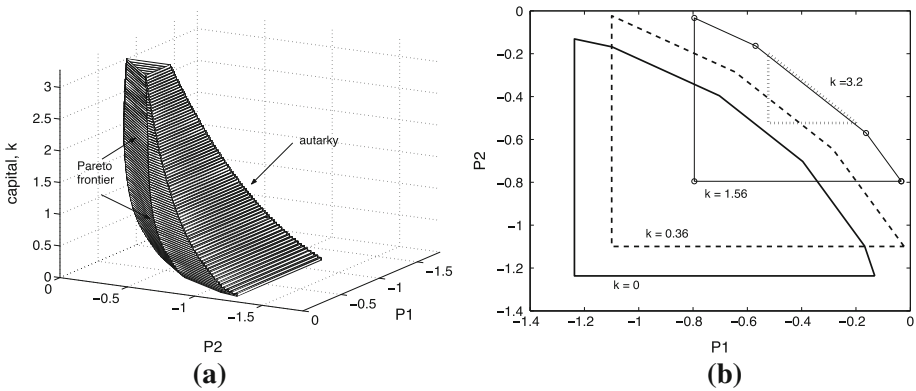 3
2.5
2
1.5
1
0.5
0
capital, k
Pareto
frontier
autarky
0
−0.5
−1
−1.5
P2
0
−0.5
−1
−1.5
P1
(a)
0
−0.2
−0.4
−0.6
−0.8
−1
−1.2
−1.4
P2
k =3.2
k = 1.56
k = 0.36
k = 0
−1.4
−1.2
−1
−0.8
−0.6
−0.4
−0.2
0
P1
(b)